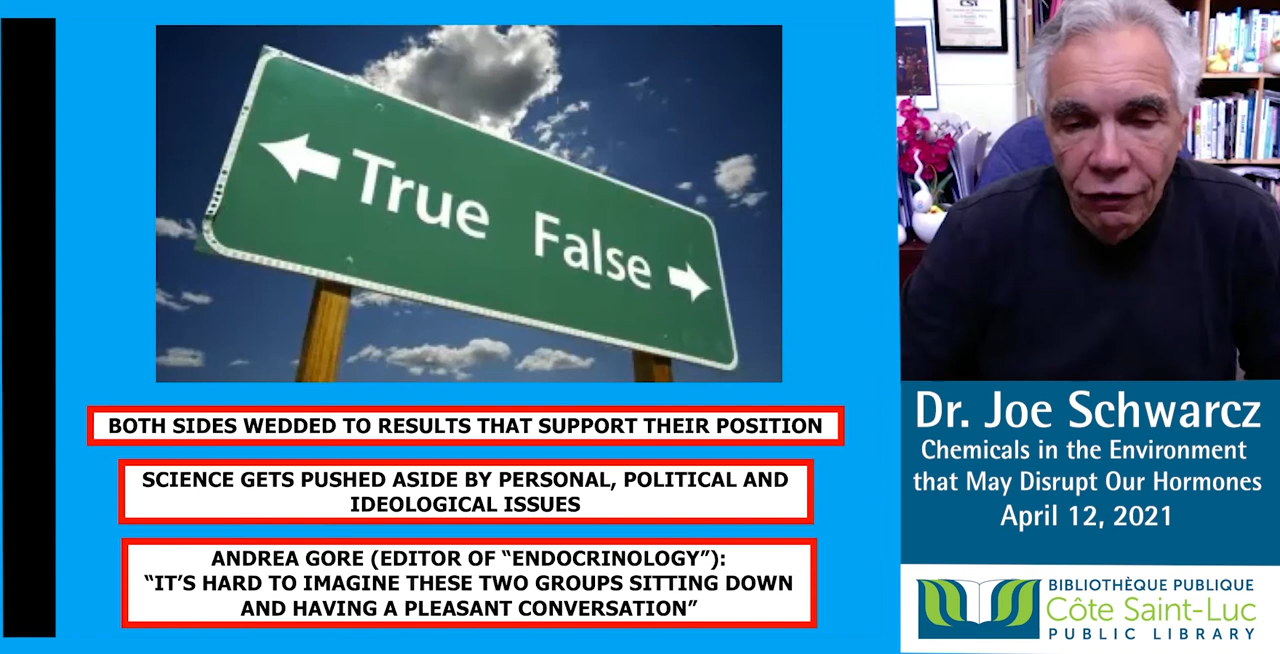 True False
BOTH SIDES WEDDED TO RESULTS THAT SUPPORT THEIR POSITION
SCIENCE GETS PUSHED ASIDE BY PERSONAL, POLITICAL AND
IDEOLOGICAL ISSUES
ANDREA GORE (EDITOR OF “ENDOCRINOLOGY”):
“IT’S HARD TO IMAGINE THESE TWO GROUPS SITTING DOWN
AND HAVING A PLEASANT CONVERSATION”
Dr. Joe Schwarcz
Chemicals in the Environment
that May Disrupt Our Hormones
April 12, 2021
BIBLIOTHÈQUE PUBLIQUE
Côte Saint-Luc
PUBLIC LIBRARY